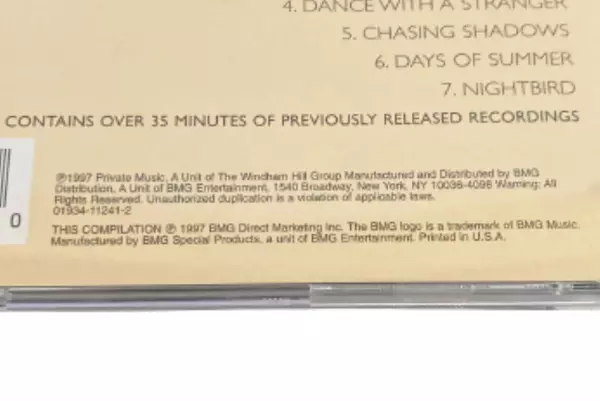 4. DANCE WITH A STRANGER
5. CHASING SHADOWS
6. DAYS OF SUMMER
7. NIGHTBIRD
CONTAINS OVER 35 MINUTES OF PREVIOUSLY RELEASED RECORDINGS
℗1997 Private Music, A Unit of The Windham Hill Group Manufactured and Distributed by BMG
Distribution, A Unit of BMG Entertainment, 1540 Broadway, New York, NY 10036-4098 Warning: All
Rights Reserved. Unauthorized duplication is a violation of applicable laws.
01934-11241-2
0
THIS COMPILATION ℗ 1997 BMG Direct Marketing Inc. The BMG logo is a trademark of BMG Music.
Manufactured by BMG Special Products, a unit of BMG Entertainment. Printed in U.S.A.